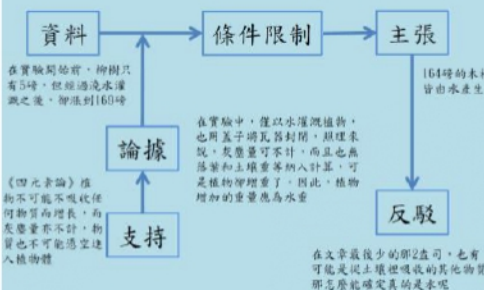 資料
條件限制
主張
在實驗開始前，柳樹只
有5磅，但經過澆水灌
溉之後，柳漲到169磅
164磅的木
皆由水產生
論據
在實驗中，僅以水灌溉植物，
也用蓋子將瓦器封閉，照理來
說，灰塵量可不計，而且也無
落葉和土壤重等納入計算，可
是植物柳增重了，因此，植物
增加的重量應為水重
《四元素論》植
物不可能不吸收任
何物質而增長，而
灰塵量亦不計，物
質也不可能憑空進
入植物體
支持
反駁
在文章最後少的那2盎司，也有
可能是從土壤裡吸收的其他物質
那怎麼能確定真的是水呢